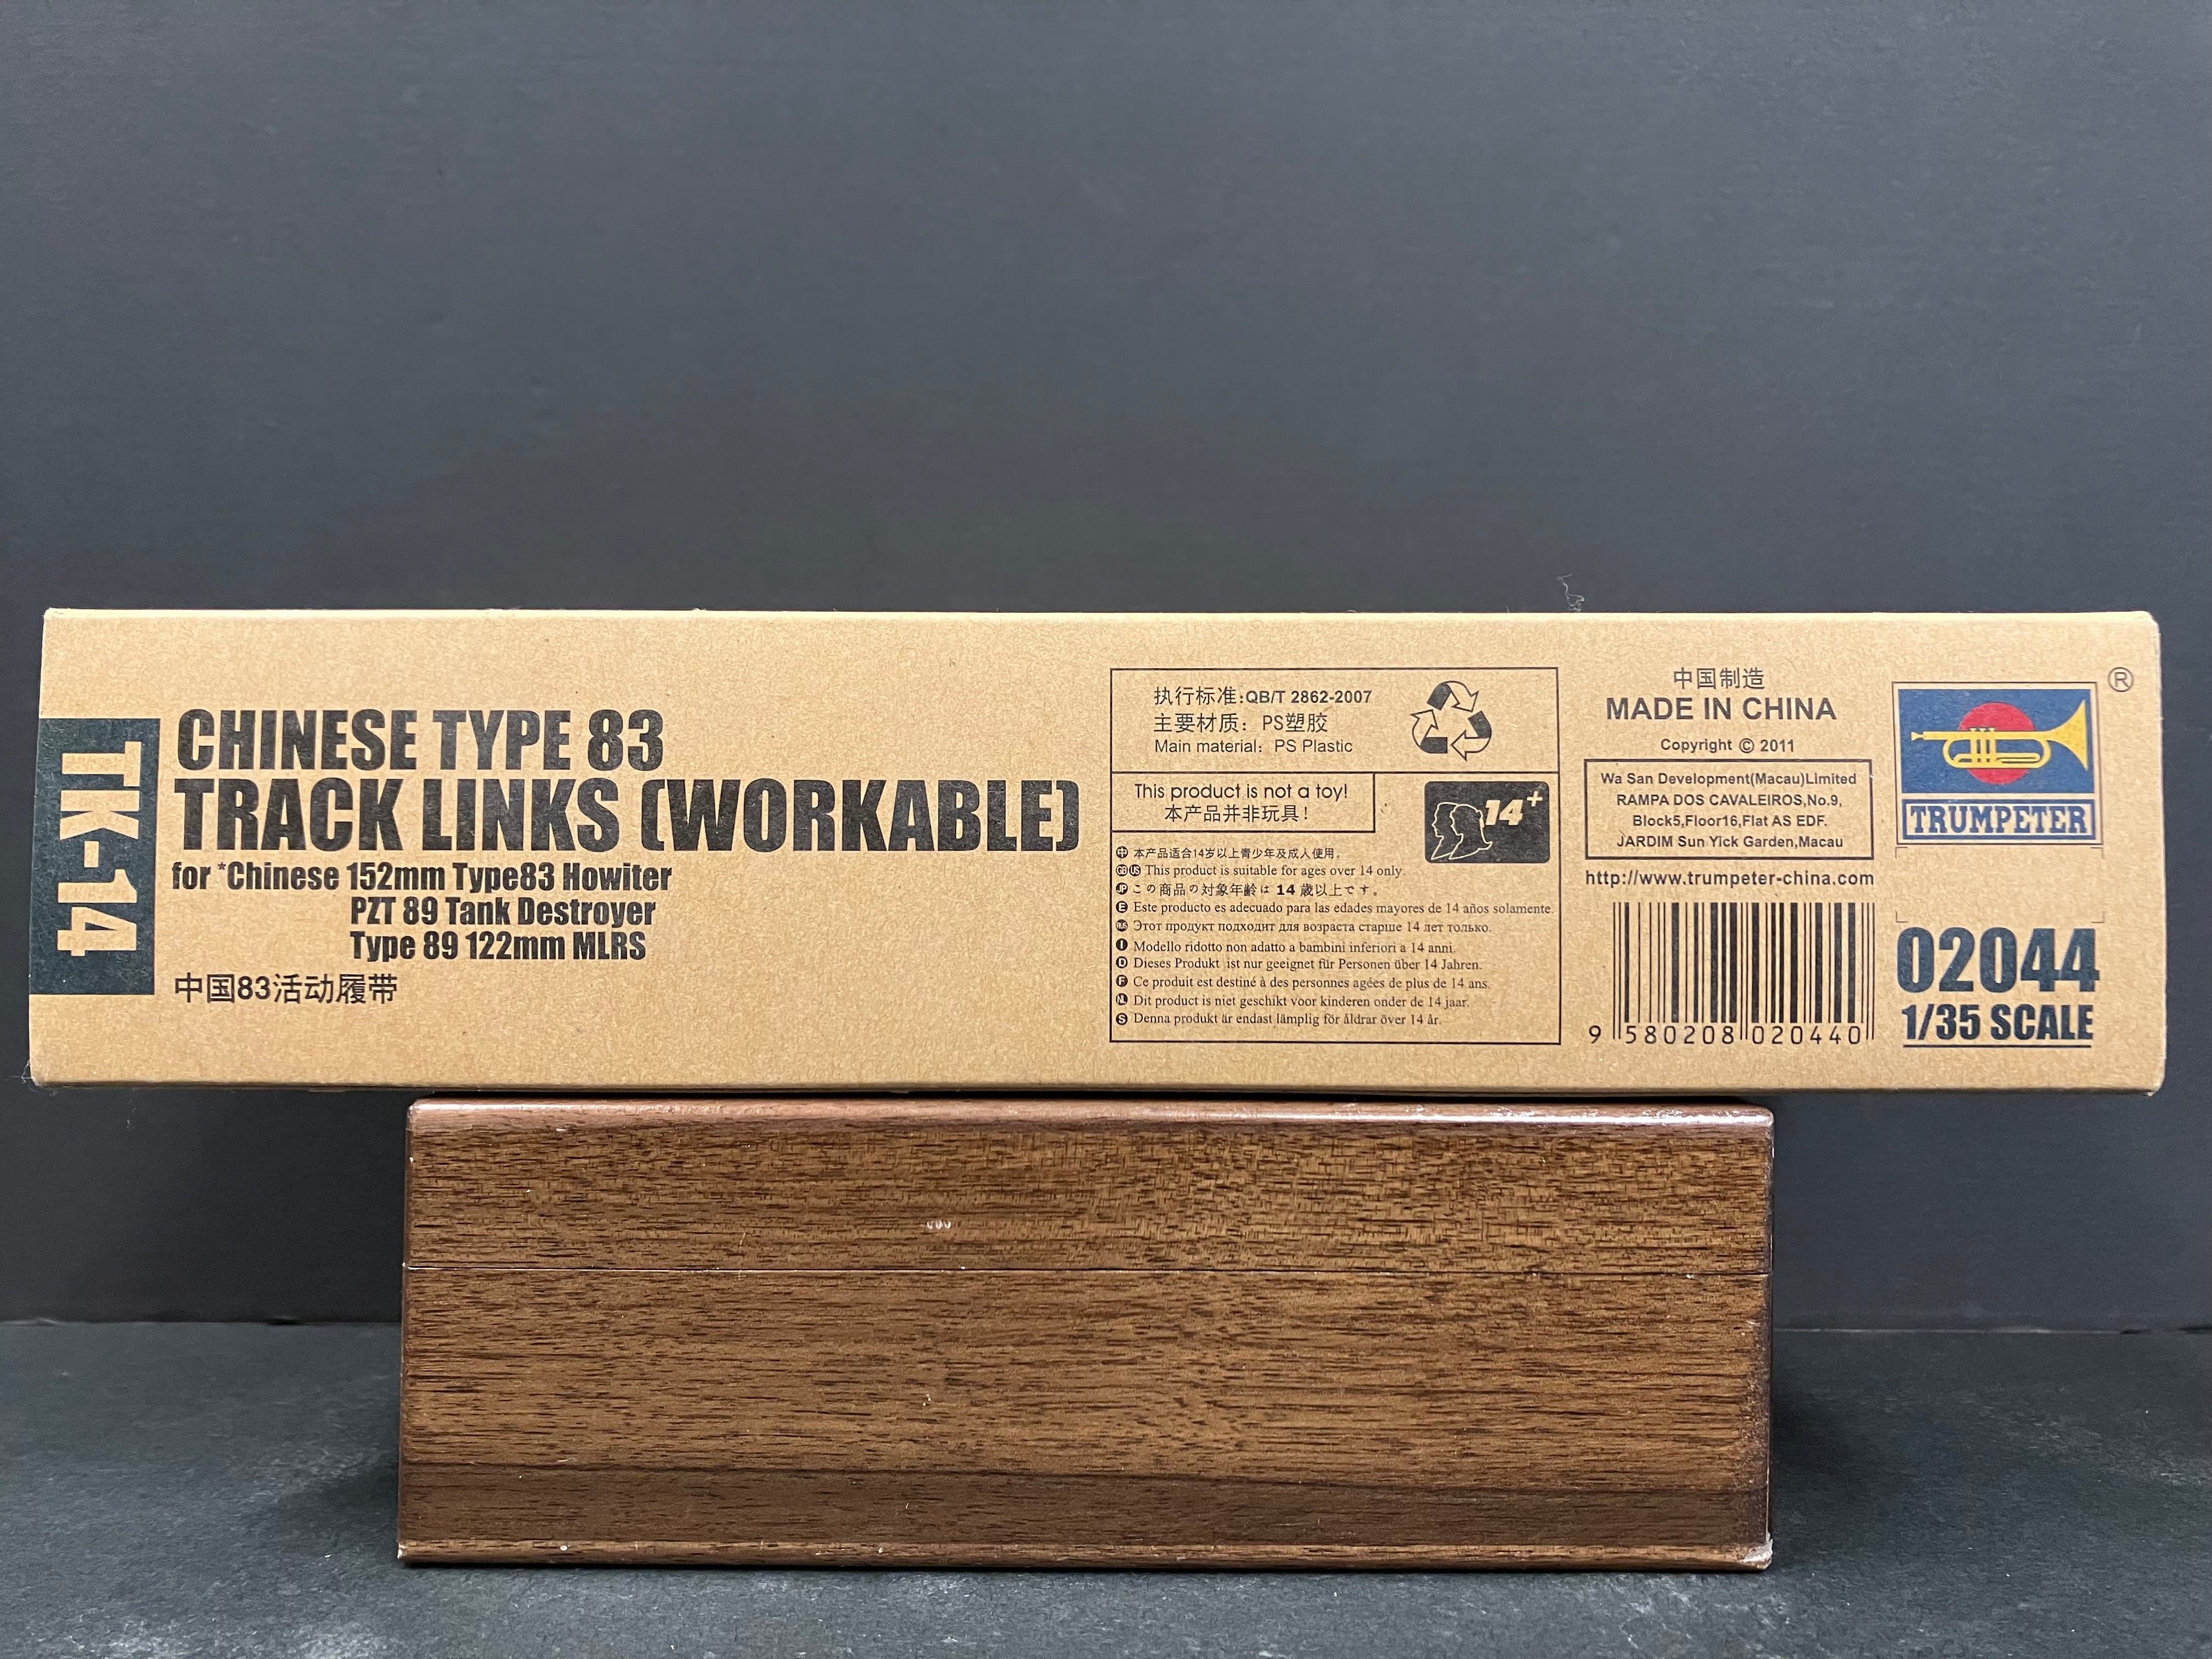 TK-14
CHINESE TYPE 83
TRACK LINKS (WORKABLE)
for *Chinese 152mm Type83 Howiter
PZT 89 Tank Destroyer
Type 89 122mm MLRS
中国83活动履带
执行标准:QB/T 2862-2007
主要材质：PS塑胶
Main material：PS Plastic
This product is not a toy!
本产品并非玩具！
14+
中 本产品适合14岁以上青少年及成人使用。
GB US This product is suitable for ages over 14 only.
JP この商品の対象年齢は 14 歳以上です。
E Este producto es adecuado para las edades mayores de 14 años solamente.
RUS Этот продукт подходит для возраста старше 14 лет только.
I Modello ridotto non adatto a bambini inferiori a 14 anni.
D Dieses Produkt ist nur geeignet für Personen über 14 Jahren.
F Ce produit est destiné à des personnes agées de plus de 14 ans.
NL Dit product is niet geschikt voor kinderen onder de 14 jaar.
S Denna produkt är endast lämplig för åldrar över 14 år.
中国制造
MADE IN CHINA
Copyright © 2011
Wa San Development(Macau)Limited
RAMPA DOS CAVALEIROS,No.9,
Block5,Floor16,Flat AS EDF.
JARDIM Sun Yick Garden,Macau
http://www.trumpeter-china.com
9 580208 020440
®
TRUMPETER
02044
1/35 SCALE